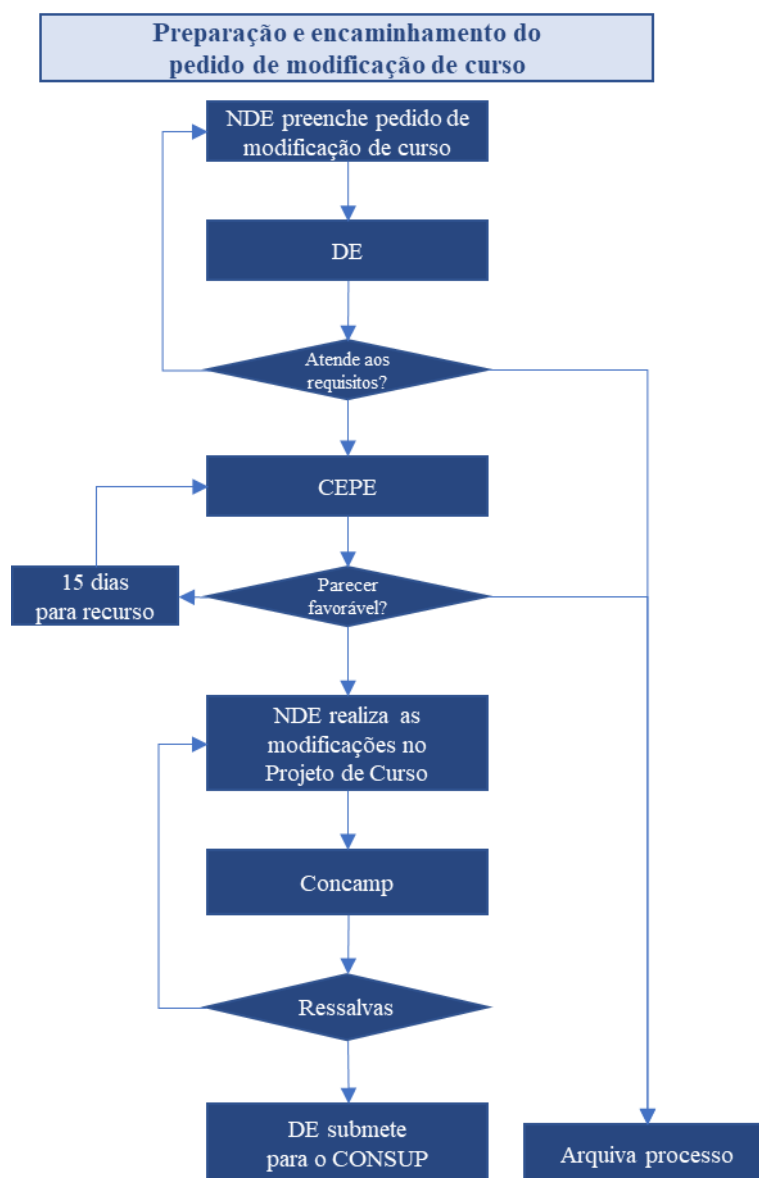 Preparação e encaminhamento do
pedido de modificação de curso
NDE preenche pedido de
modificação de curso
DE
Atende aos
requisitos?
CEPE
15 dias
para recurso
Parecer
favorável?
NDE realiza as
modificações no
Projeto de Curso
Concamp
Ressalvas
DE submete
para o CONSUP
Arquiva processo